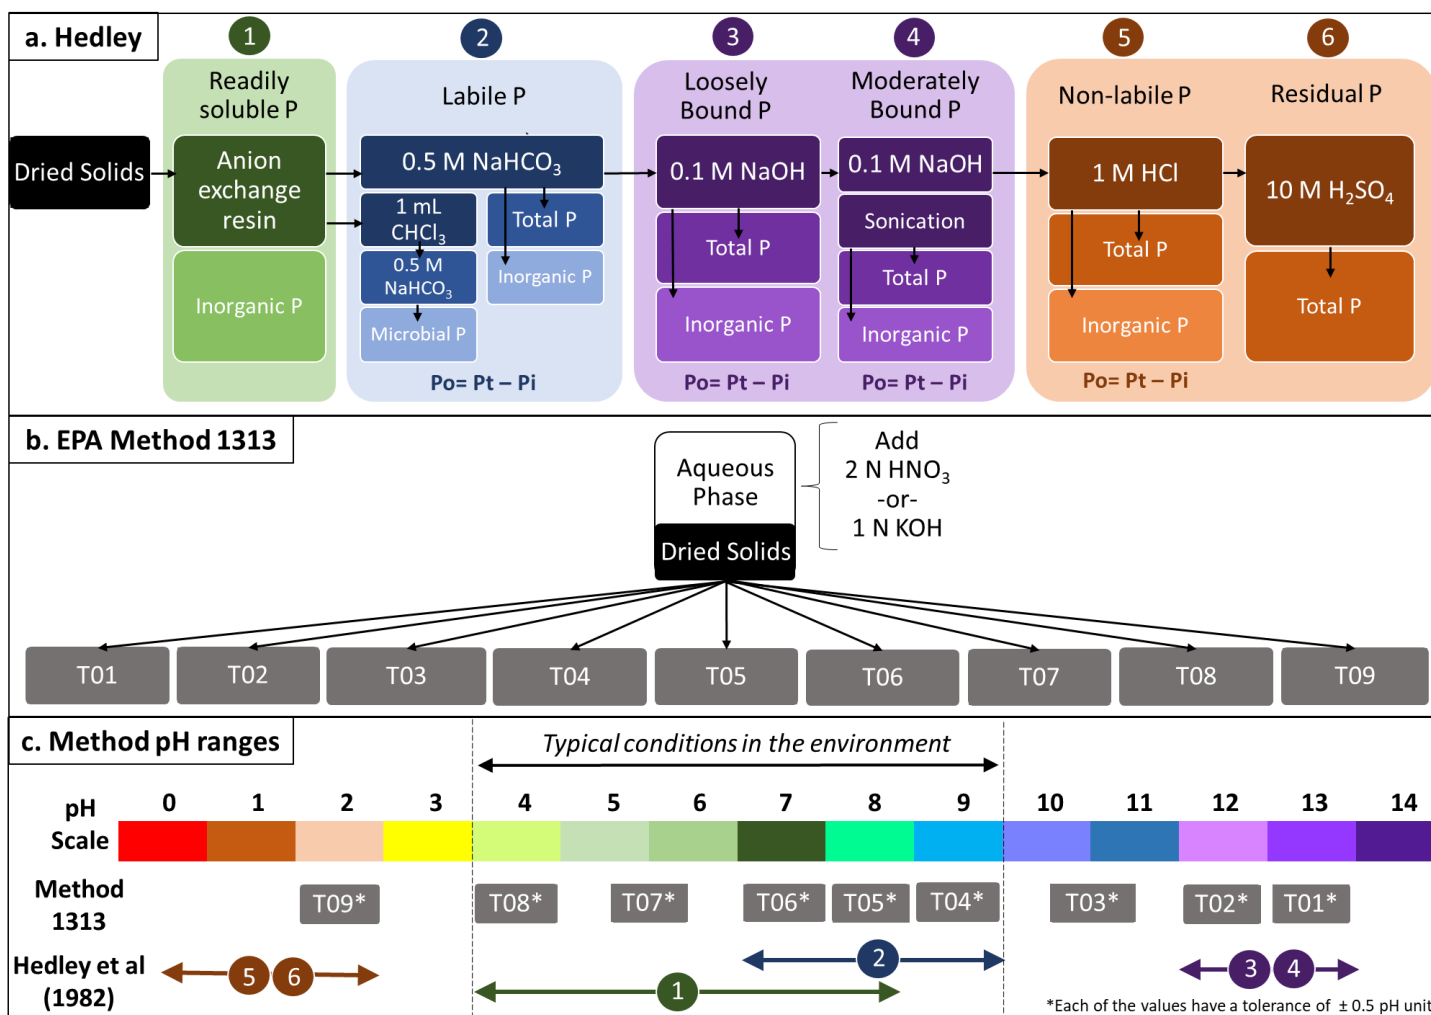 a. Hedley
1
2
3
4
5
6
Readily
soluble P
Labile P
Loosely
Bound P
Moderately
Bound P
Non-labile P
Residual P
Dried Solids
Anion
exchange
resin
Inorganic P
0.5 M NaHCO₃
1 mL
CHCl₃
0.5 M
NaHCO₃
Microbial P
Total P
Inorganic P
Po= Pt – Pi
0.1 M NaOH
Total P
Inorganic P
Po= Pt – Pi
0.1 M NaOH
Sonication
Total P
Inorganic P
Po= Pt – Pi
1 M HCl
Total P
Inorganic P
Po= Pt – Pi
10 M H₂SO₄
Total P
b. EPA Method 1313
Aqueous
Phase
Dried Solids
Add
2 N HNO₃
-or-
1 N KOH
T01 T02 T03 T04 T05 T06 T07 T08 T09
c. Method pH ranges
Typical conditions in the environment
pH
Scale
0 1 2 3 4 5 6 7 8 9 10 11 12 13 14
Method
1313
T09* T08* T07* T06* T05* T04* T03* T02* T01*
Hedley et al
(1982)
5 6 1 2 3 4
*Each of the values have a tolerance of ± 0.5 pH unit